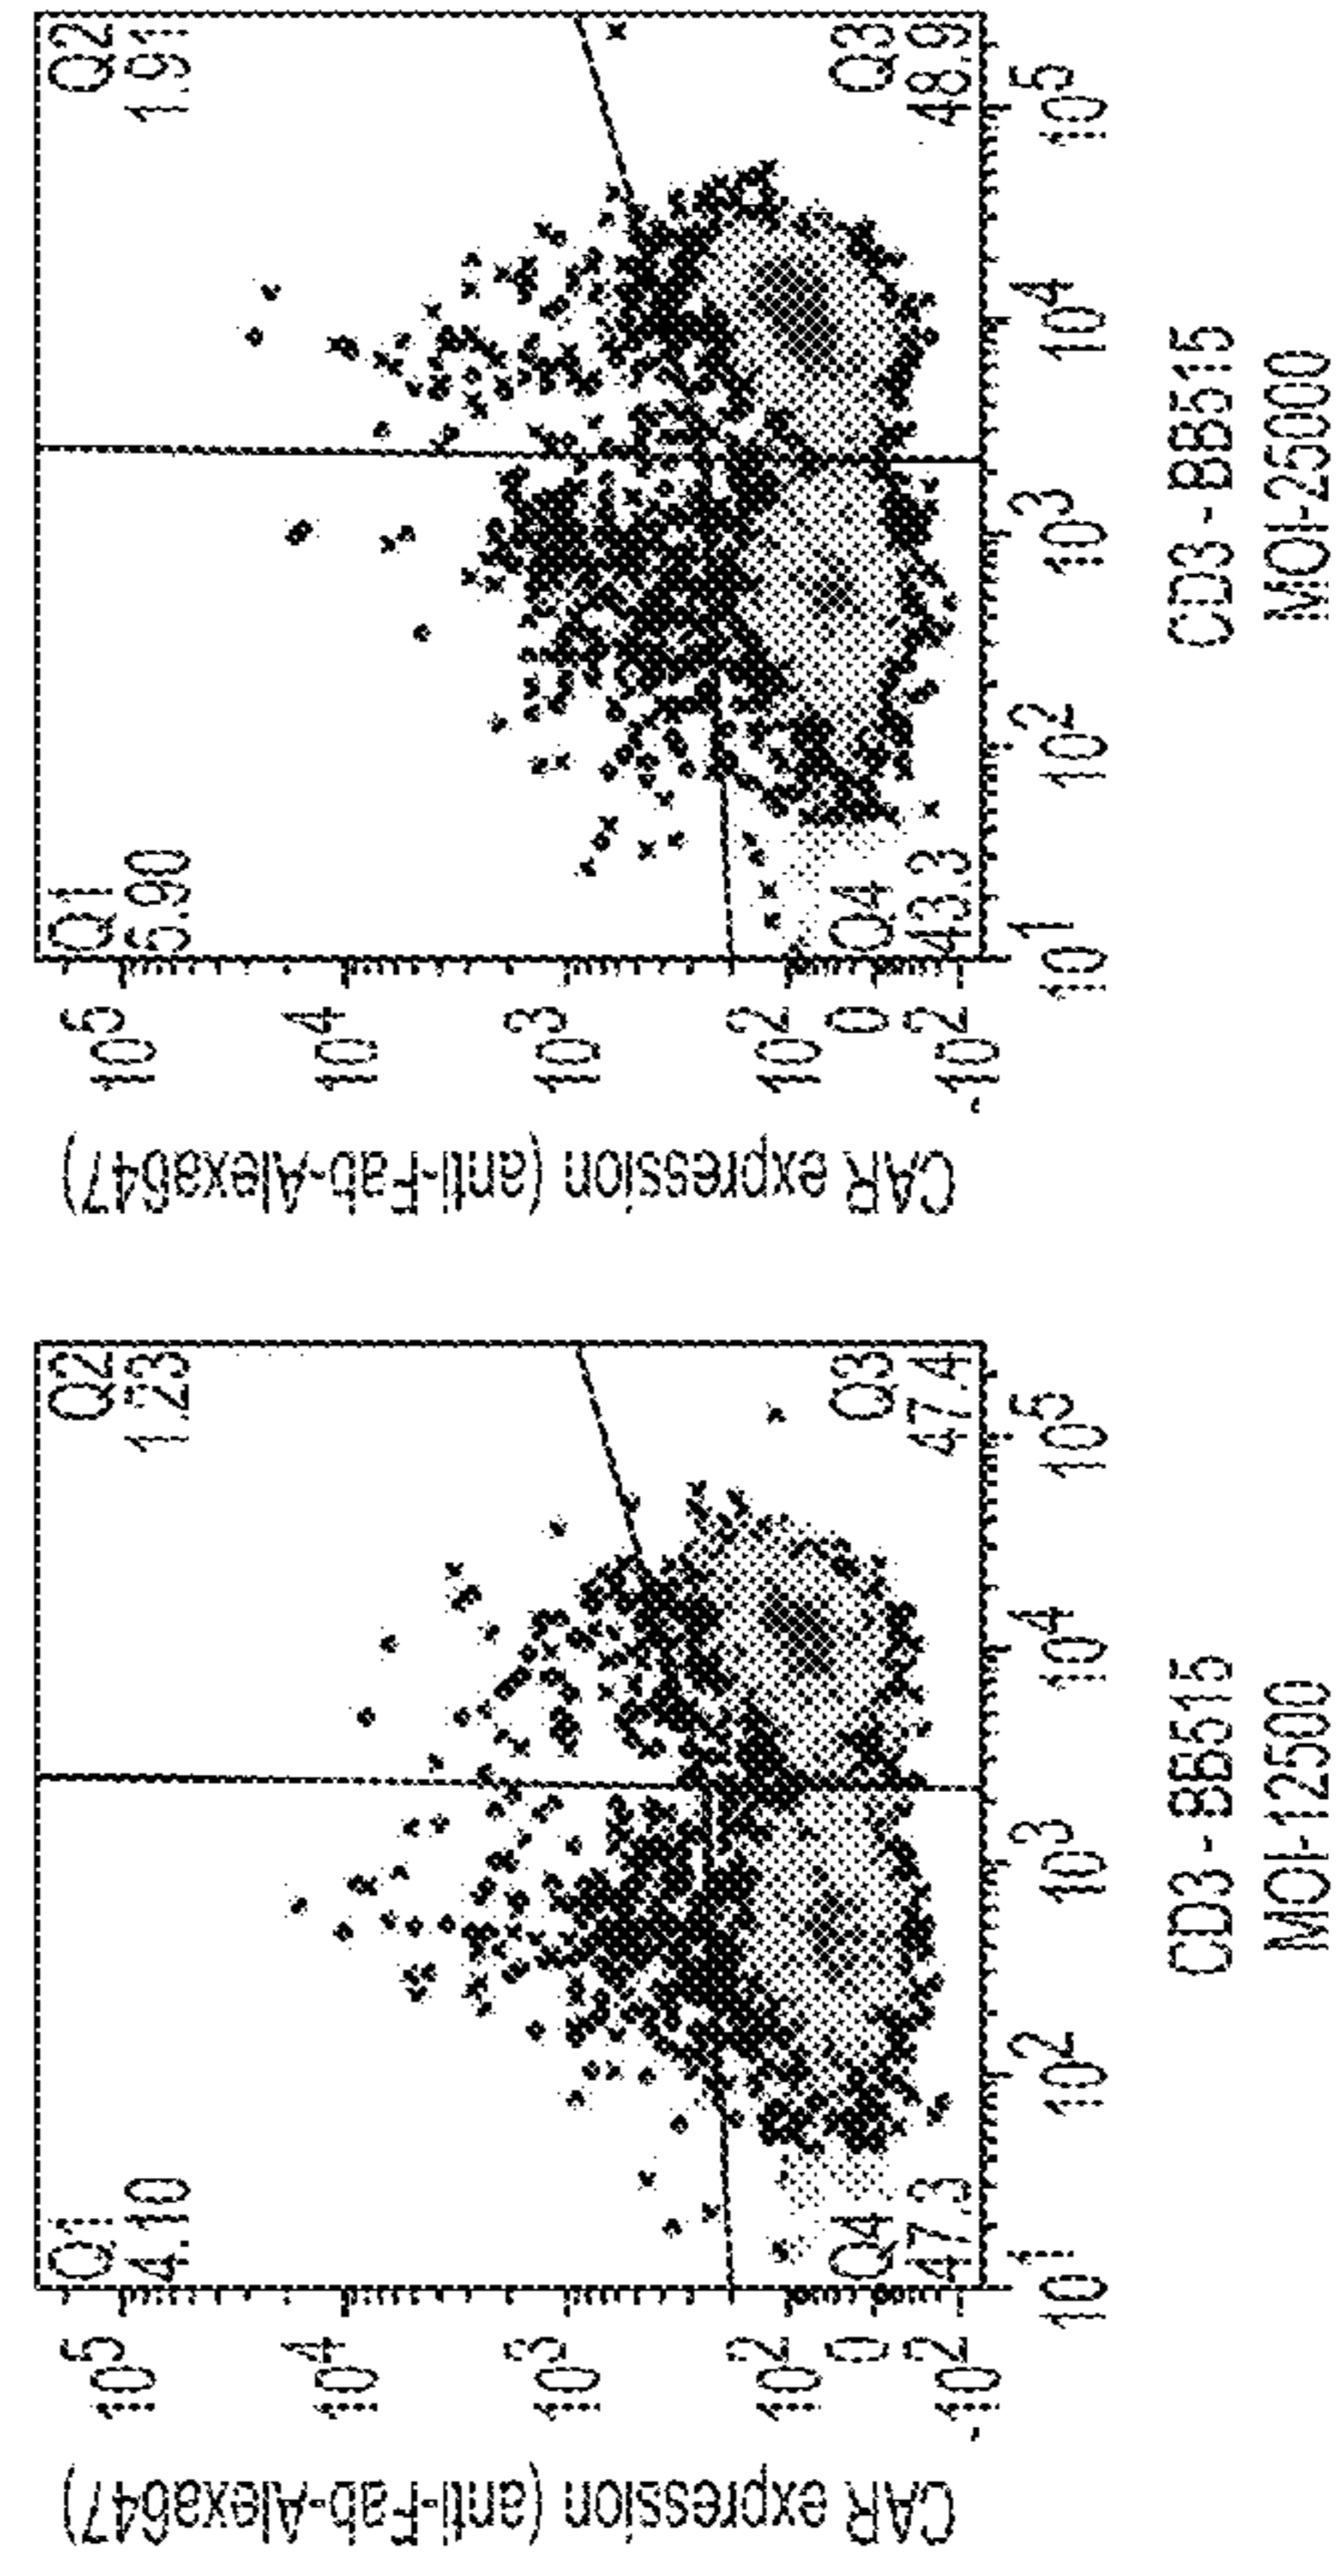 CAR expression (anti-Fab-Alexa647)
10^5
10^4
10^3
10^2
0
-10^2
Q1
4.10
Q2
1.23
Q4
47.3
Q3
47.4
10^1
10^2
10^3
10^4
10^5
CD3 - BB515
MOI-12500
CAR expression (anti-Fab-Alexa647)
10^5
10^4
10^3
10^2
0
-10^2
Q1
5.90
Q2
1.91
Q4
43.3
Q3
48.9
10^1
10^2
10^3
10^4
10^5
CD3 - BB515
MOI-25000